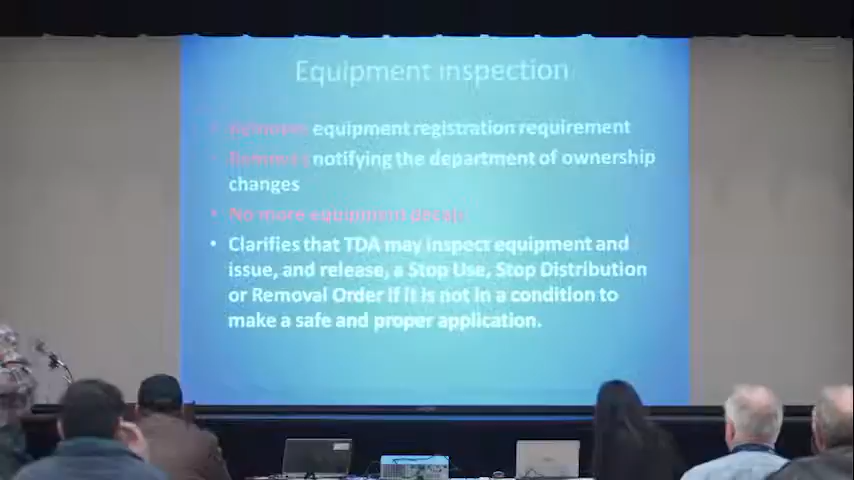 Equipment inspection
• Removes equipment registration requirement
• Removes notifying the department of ownership
changes
• No more equipment decals
• Clarifies that TDA may inspect equipment and
issue, and release, a Stop Use, Stop Distribution
or Removal Order if it is not in a condition to
make a safe and proper application.